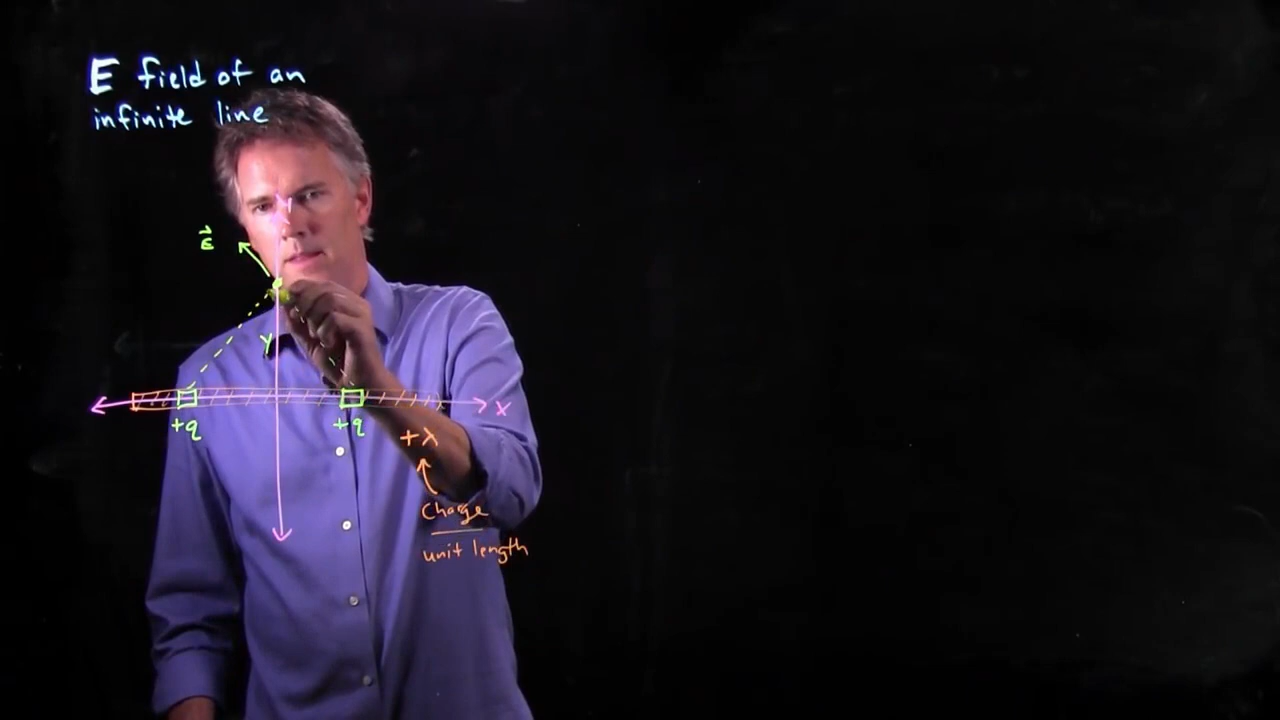 E field of an
infinite line
Y
E
y
X
+q
+q
+λ
charge
unit length